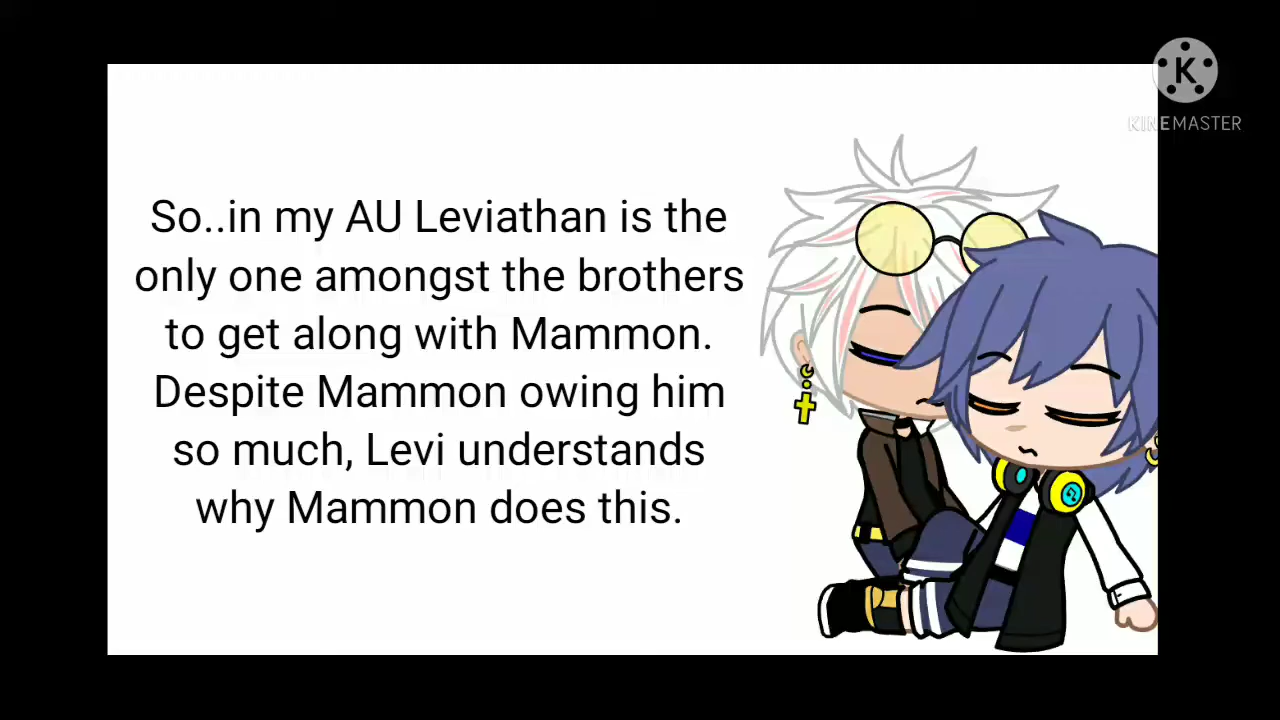 So..in my AU Leviathan is the
only one amongst the brothers
to get along with Mammon.
Despite Mammon owing him
so much, Levi understands
why Mammon does this.
K
KINEMASTER